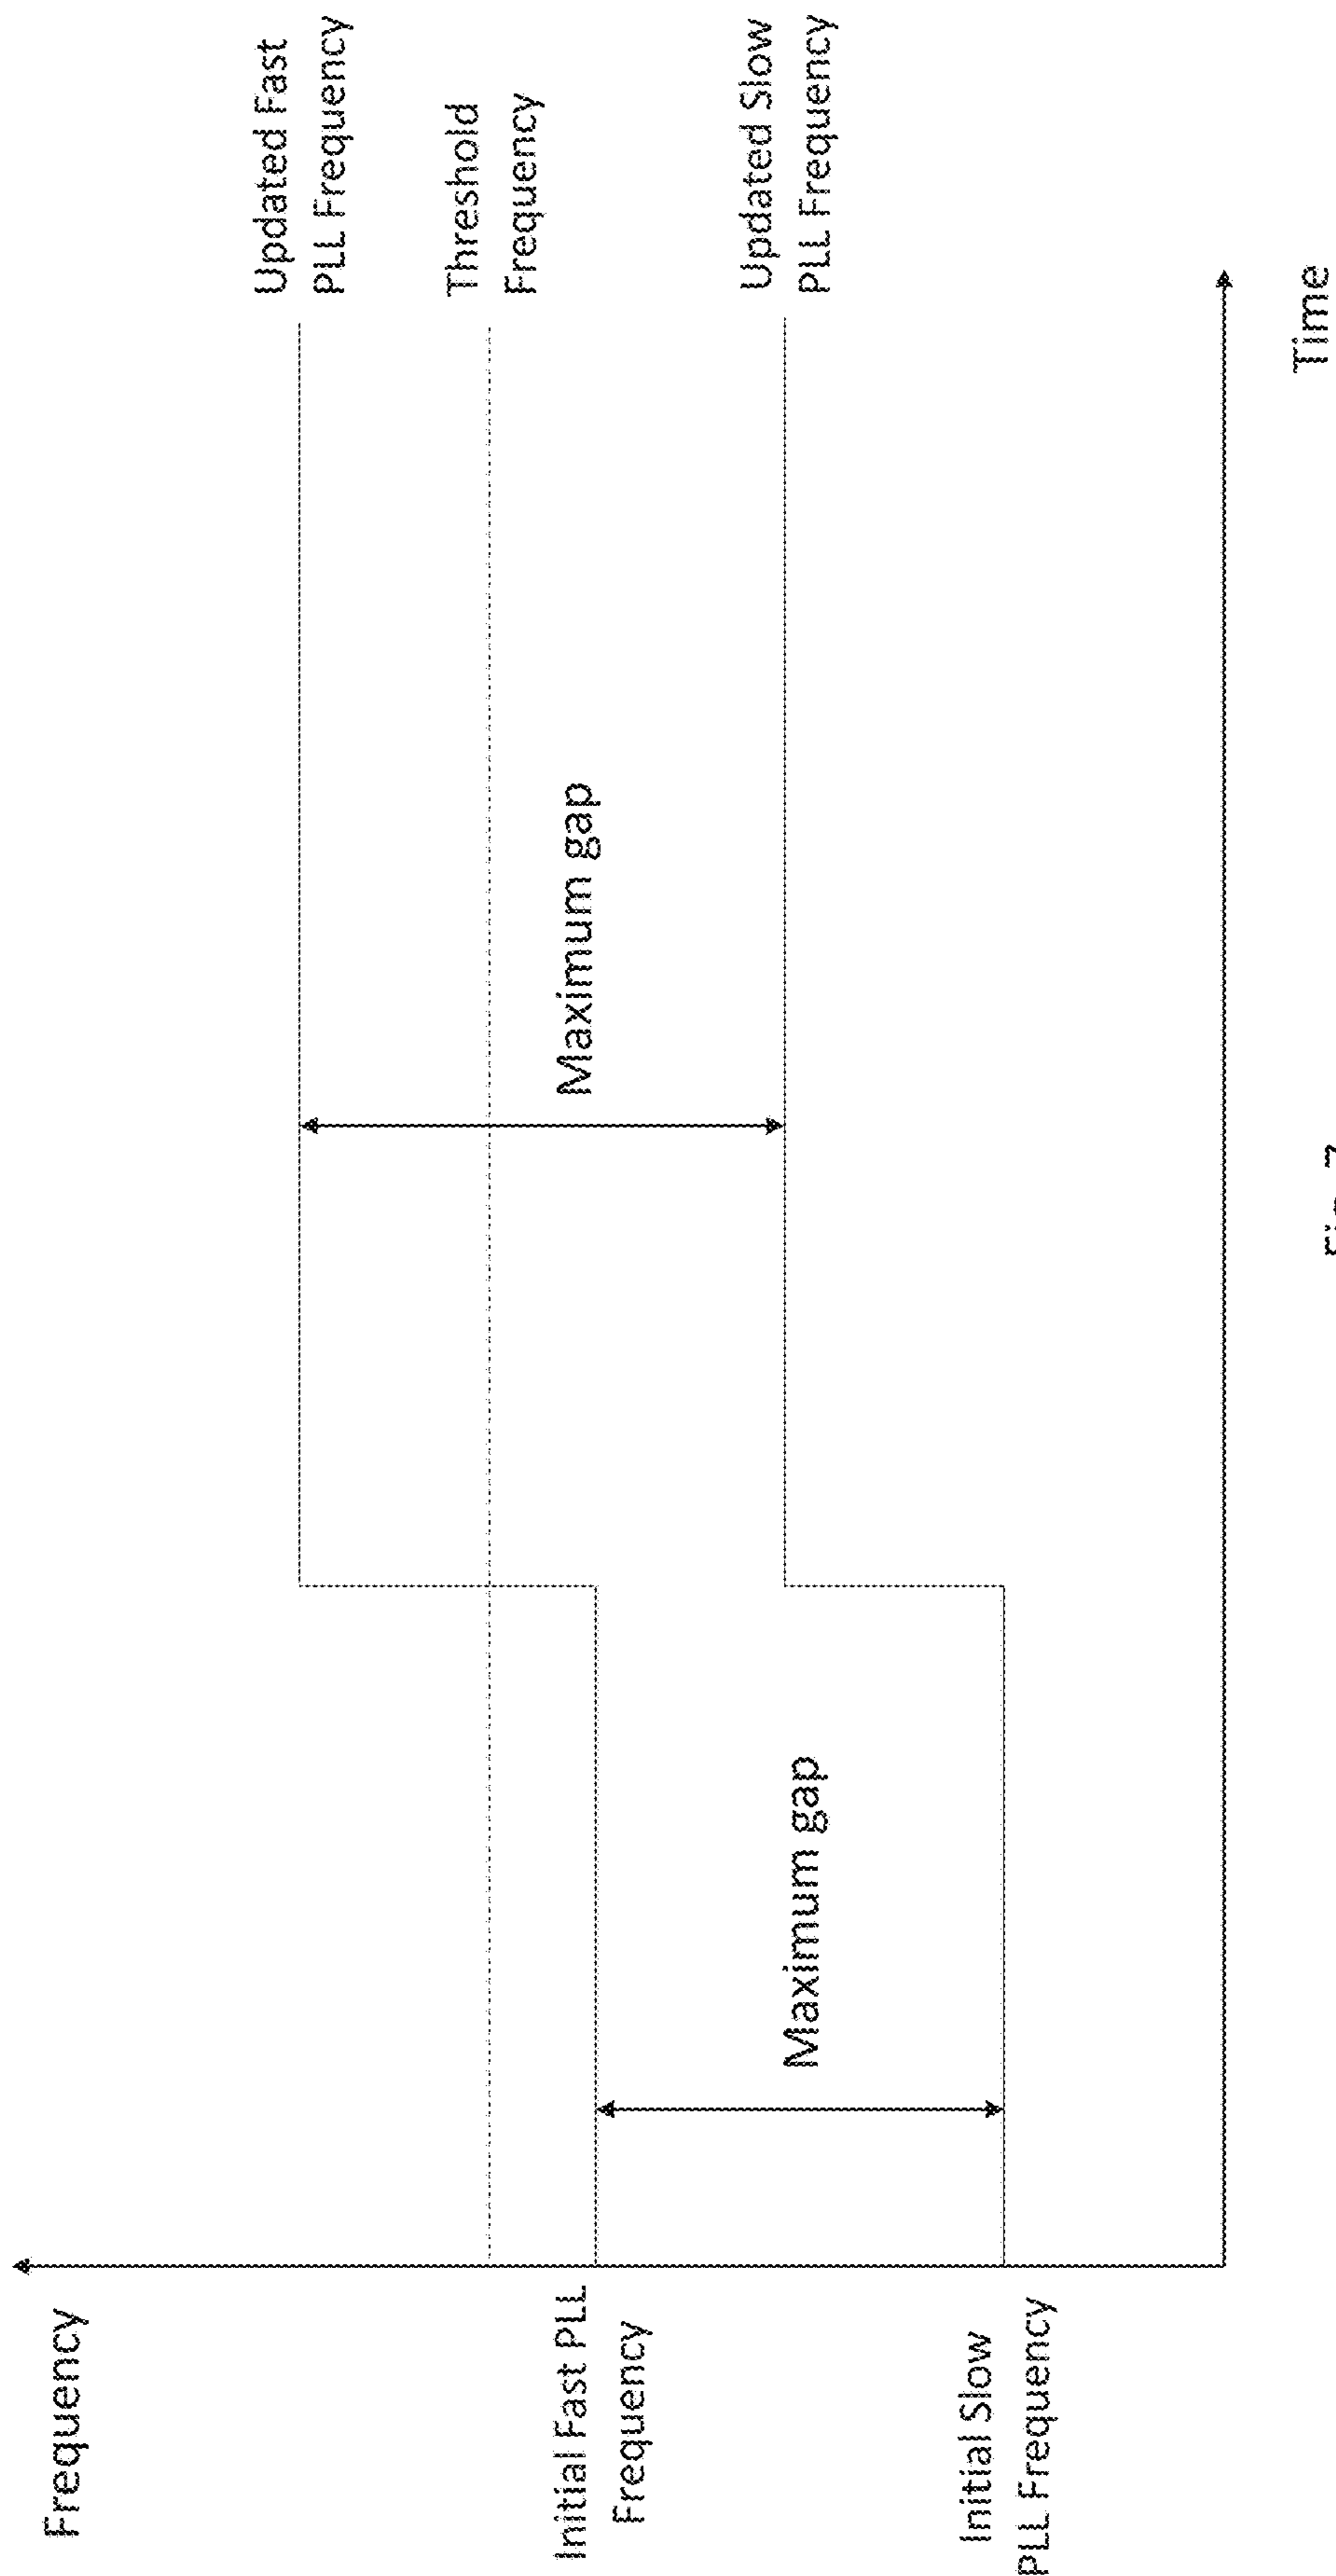 Frequency
Updated Fast
PLL Frequency
Threshold
Frequency
Initial Fast PLL
Frequency
Maximum gap
Updated Slow
PLL Frequency
Maximum gap
Initial Slow
PLL Frequency
Time